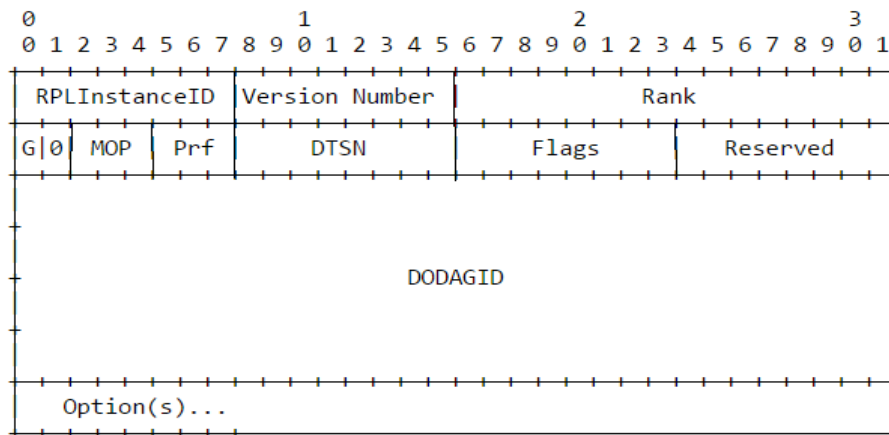 0 1 2 3
0 1 2 3 4 5 6 7 8 9 0 1 2 3 4 5 6 7 8 9 0 1 2 3 4 5 6 7 8 9 0 1
RPLInstanceID |Version Number | Rank
G|0| MOP | Prf | DTSN | Flags | Reserved
DODAGID
Option(s)...